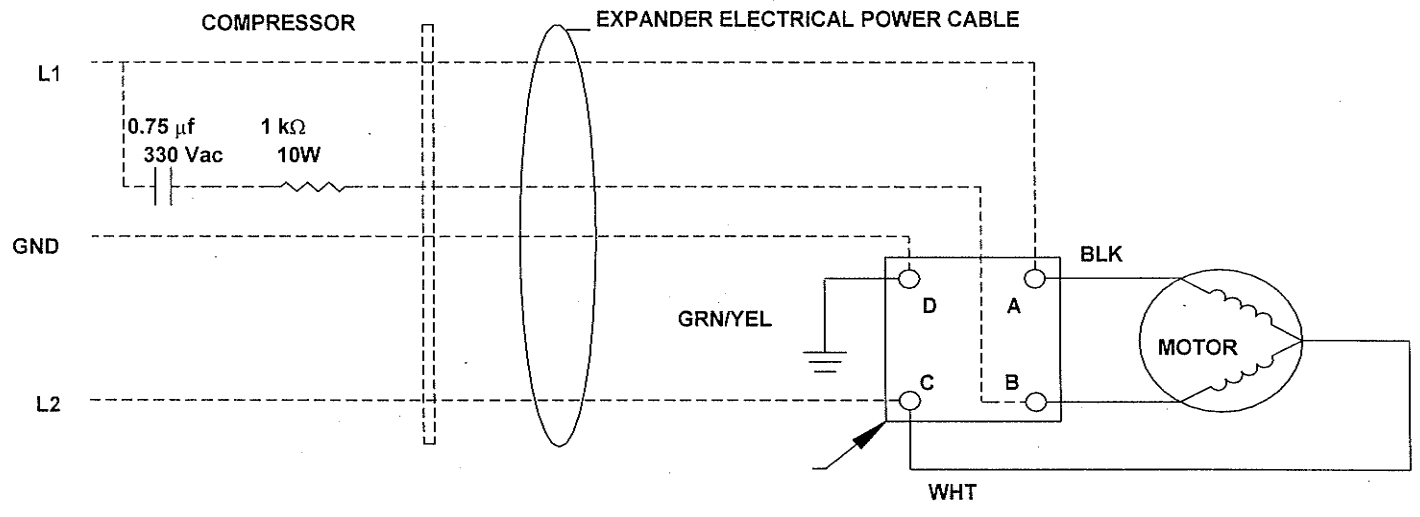 COMPRESSOR
EXPANDER ELECTRICAL POWER CABLE
L1
0.75 μf
330 Vac
1 kΩ
10W
GND
BLK
D
A
GRN/YEL
MOTOR
C
B
L2
WHT